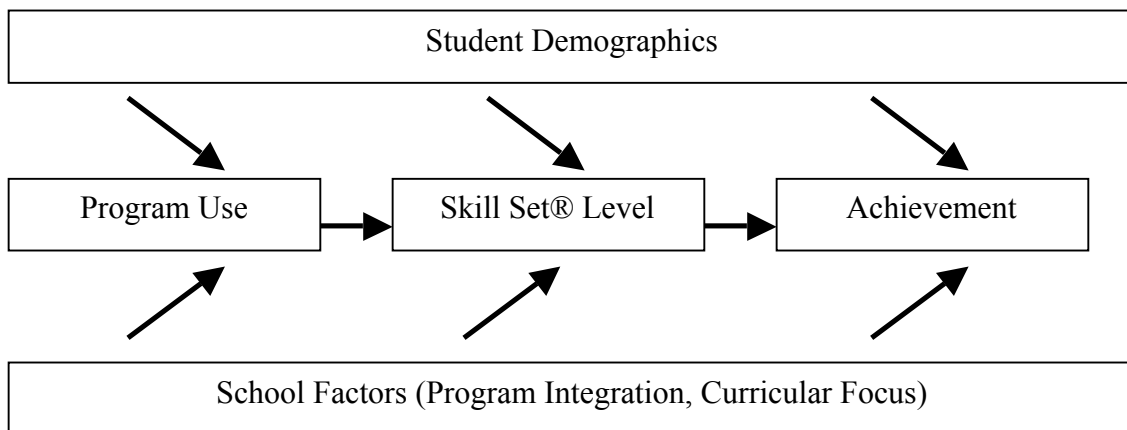 Student Demographics
Program Use
Skill Set® Level
Achievement
School Factors (Program Integration, Curricular Focus)